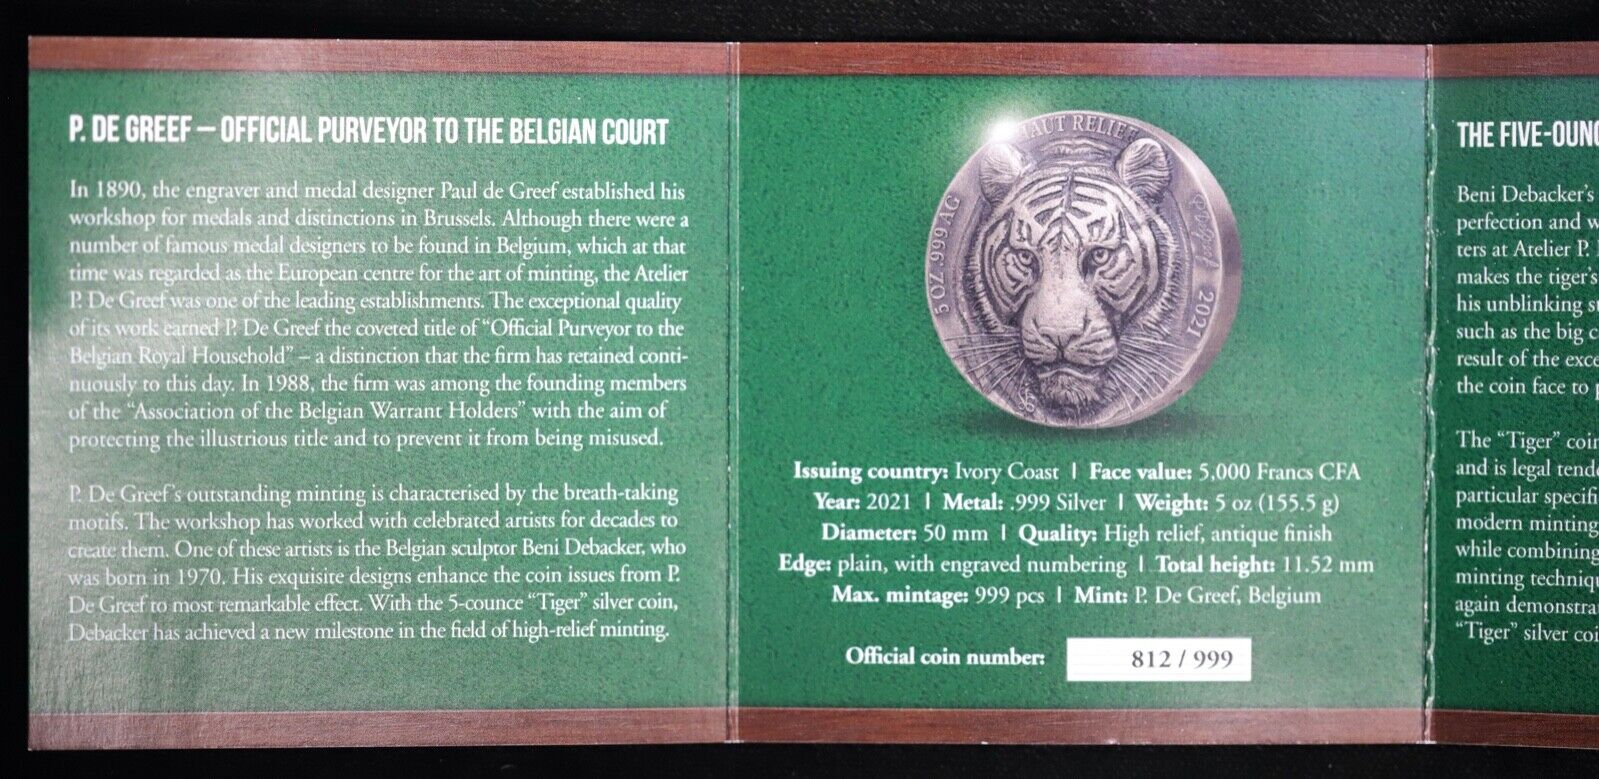 P. DE GREEF – OFFICIAL PURVEYOR TO THE BELGIAN COURT
In 1890, the engraver and medal designer Paul de Greef established his
workshop for medals and distinctions in Brussels. Although there were a
number of famous medal designers to be found in Belgium, which at that
time was regarded as the European centre for the art of minting, the Atelier
P. De Greef was one of the leading establishments. The exceptional quality
of its work earned P. De Greef the coveted title of “Official Purveyor to the
Belgian Royal Household” – a distinction that the firm has retained conti-
nuously to this day. In 1988, the firm was among the founding members
of the “Association of the Belgian Warrant Holders” with the aim of
protecting the illustrious title and to prevent it from being misused.
P. De Greef's outstanding minting is characterised by the breath-taking
motifs. The workshop has worked with celebrated artists for decades to
create them. One of these artists is the Belgian sculptor Beni Debacker, who
was born in 1970. His exquisite designs enhance the coin issues from P.
De Greef to most remarkable effect. With the 5-counce “Tiger” silver coin,
Debacker has achieved a new milestone in the field of high-relief minting.
HAUT RELIEF
5 OZ .999 AG
2021
Issuing country: Ivory Coast | Face value: 5,000 Francs CFA
Year: 2021 | Metal: .999 Silver | Weight: 5 oz (155.5 g)
Diameter: 50 mm | Quality: High relief, antique finish
Edge: plain, with engraved numbering | Total height: 11.52 mm
Max. mintage: 999 pcs | Mint: P. De Greef, Belgium
Official coin number: 812 / 999
THE FIVE-OUN
Beni Debacker's
perfection and w
ters at Atelier P.
makes the tiger's
his unblinking s
such as the big c
result of the exce
the coin face to p
The “Tiger” coin
and is legal tende
particular specifi
modern minting
while combining
minting techniqu
again demonstra
“Tiger” silver coi